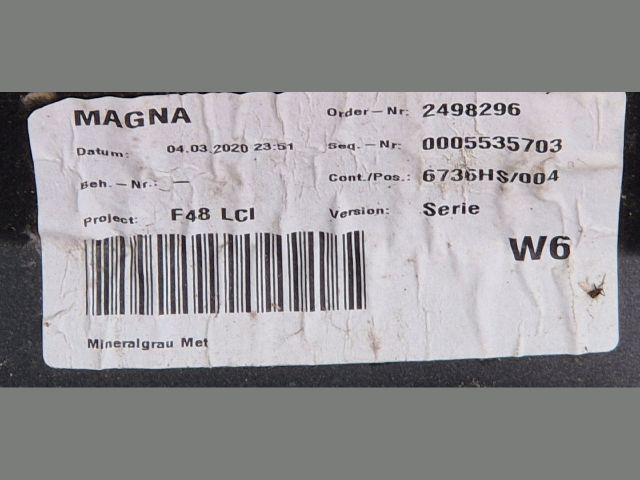 MAGNA Order-Nr: 2498296
Datum: 04.03.2020 23:51 Seq.-Nr: 0005535703
Beh.-Nr.: - Cont./Pos.: 6736HS/004
Project: F48 LCI Version: Serie
W6
Mineralgrau Met